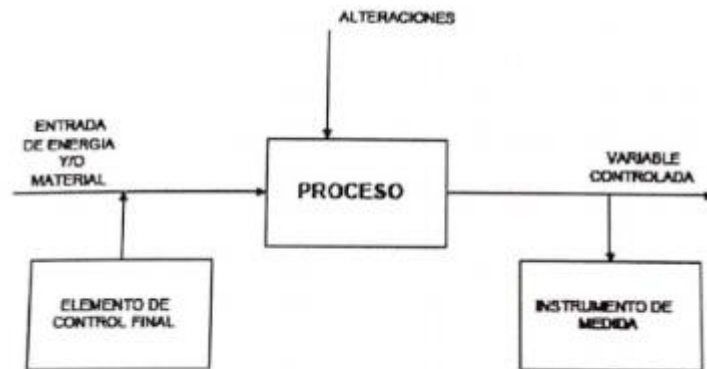 ALTERACIONES
ENTRADA
DE ENERGIA
Y/O
MATERIAL
PROCESO
VARIABLE
CONTROLADA
ELEMENTO DE
CONTROL FINAL
INSTRUMENTO DE
MEDIDA